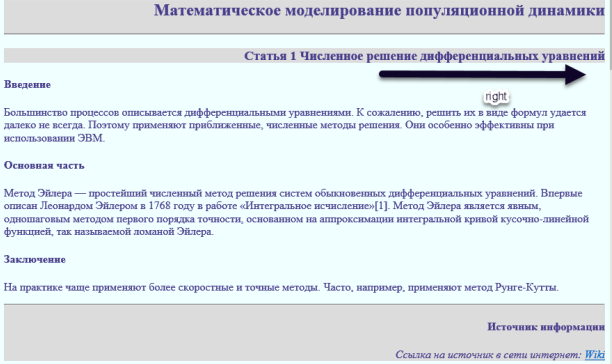 Математическое моделирование популяционной динамики
Статья 1 Численное решение дифференциальных уравнений
right
Введение
Большинство процессов описывается дифференциальными уравнениями. К сожалению, решить их в виде формул удается
далеко не всегда. Поэтому применяют приближенные, численные методы решения. Они особенно эффективны при
использовании ЭВМ.
Основная часть
Метод Эйлера — простейший численный метод решения систем обыкновенных дифференциальных уравнений. Впервые
описан Леонардом Эйлером в 1768 году в работе «Интегральное исчисление»[1]. Метод Эйлера является явным,
одношаговым методом первого порядка точности, основанном на аппроксимации интегральной кривой кусочно-линейной
функцией, так называемой ломаной Эйлера.
Заключение
На практике чаще применяют более скоростные и точные методы. Часто, например, применяют метод Рунге-Кутты.
Источник информации
Ссылка на источник в сети интернет: Wiki